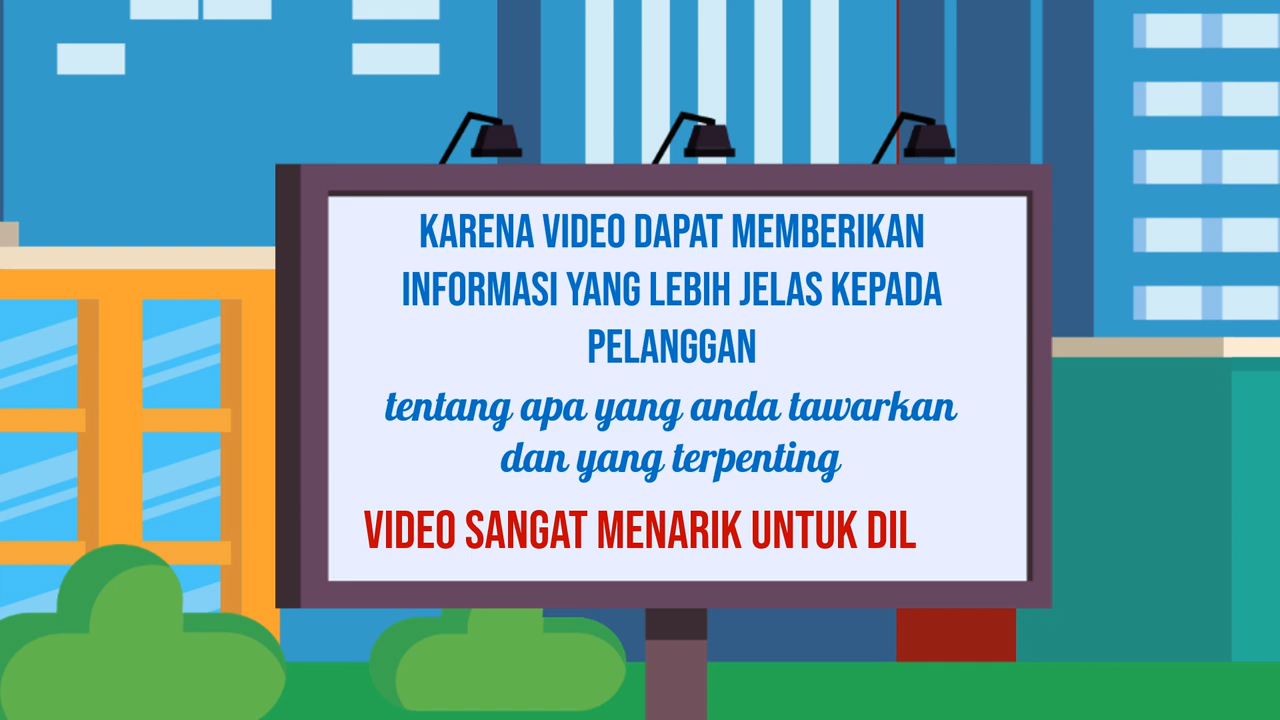 KARENA VIDEO DAPAT MEMBERIKAN
INFORMASI YANG LEBIH JELAS KEPADA
PELANGGAN
tentang apa yang anda tawarkan
dan yang terpenting
VIDEO SANGAT MENARIK UNTUK DIL